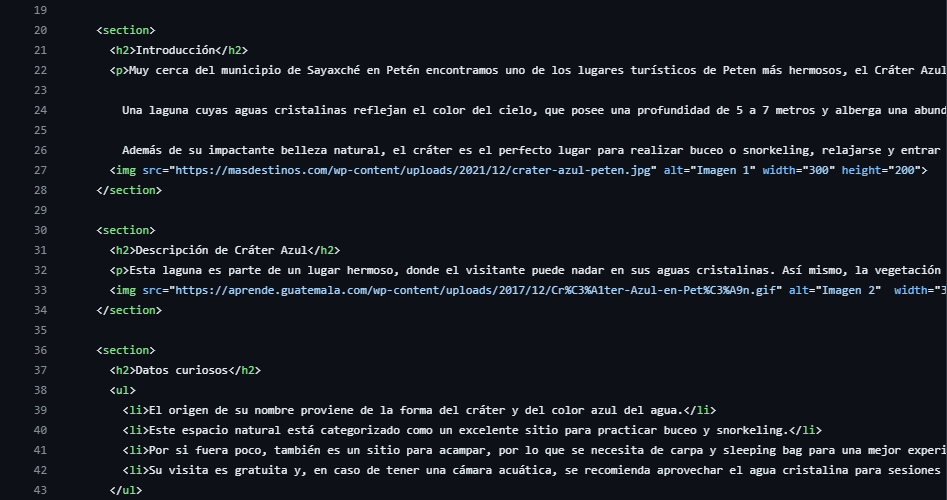 19
20 <section>
21 <h2>Introducción</h2>
22 <p>Muy cerca del municipio de Sayaxché en Petén encontramos uno de los lugares turísticos de Peten más hermosos, el Cráter Azul
23
24 Una laguna cuyas aguas cristalinas reflejan el color del cielo, que posee una profundidad de 5 a 7 metros y alberga una abund
25
26 Además de su impactante belleza natural, el cráter es el perfecto lugar para realizar buceo o snorkeling, relajarse y entrar
27 <img src="https://masdestinos.com/wp-content/uploads/2021/12/crater-azul-peten.jpg" alt="Imagen 1" width="300" height="200">
28 </section>
29
30 <section>
31 <h2>Descripción de Cráter Azul</h2>
32 <p>Esta laguna es parte de un lugar hermoso, donde el visitante puede nadar en sus aguas cristalinas. Así mismo, la vegetación
33 <img src="https://aprende.guatemala.com/wp-content/uploads/2017/12/Cr%C3%A1ter-Azul-en-Pet%C3%A9n.gif" alt="Imagen 2"  width="3
34 </section>
35
36 <section>
37 <h2>Datos curiosos</h2>
38 <ul>
39 <li>El origen de su nombre proviene de la forma del cráter y del color azul del agua.</li>
40 <li>Este espacio natural está categorizado como un excelente sitio para practicar buceo y snorkeling.</li>
41 <li>Por si fuera poco, también es un sitio para acampar, por lo que se necesita de carpa y sleeping bag para una mejor experi
42 <li>Su visita es gratuita y, en caso de tener una cámara acuática, se recomienda aprovechar el agua cristalina para sesiones
43 </ul>